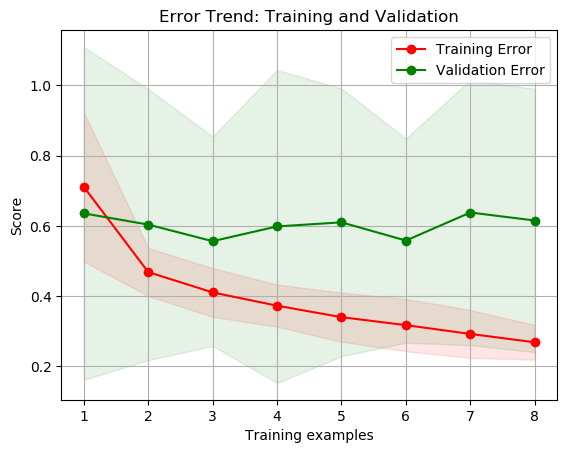 Error Trend: Training and Validation
Training Error
Validation Error
1.0
0.8
0.6
0.4
0.2
Score
1 2 3 4 5 6 7 8
Training examples